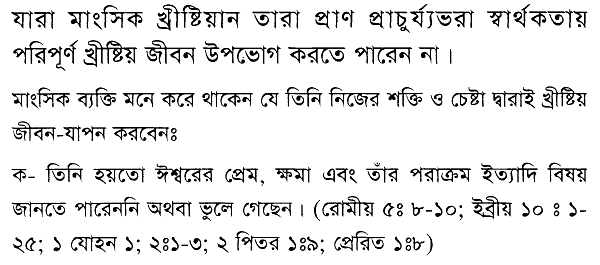 যারা মাংসিক খ্রীষ্টিয়ান তারা প্রাণ প্রাচুর্য্যভরা স্বার্থকতায়
পরিপূর্ণ খ্রীষ্টিয় জীবন উপভোগ করতে পারেন না ।
মাংসিক ব্যক্তি মনে করে থাকেন যে তিনি নিজের শক্তি ও চেষ্টা দ্বারাই খ্রীষ্টিয়
জীবন-যাপন করবেনঃ
ক- তিনি হয়তো ঈশ্বরের প্রেম, ক্ষমা এবং তাঁর পরাক্রম ইত্যাদি বিষয়
জানতে পারেননি অথবা ভুলে গেছেন । (রোমীয় ৫ঃ ৮-১০; ইব্রীয় ১০ ঃ ১-
২৫; ১ যোহন ১; ২ঃ১-৩; ২ পিতর ১ঃ৯; প্রেরিত ১ঃ৮)